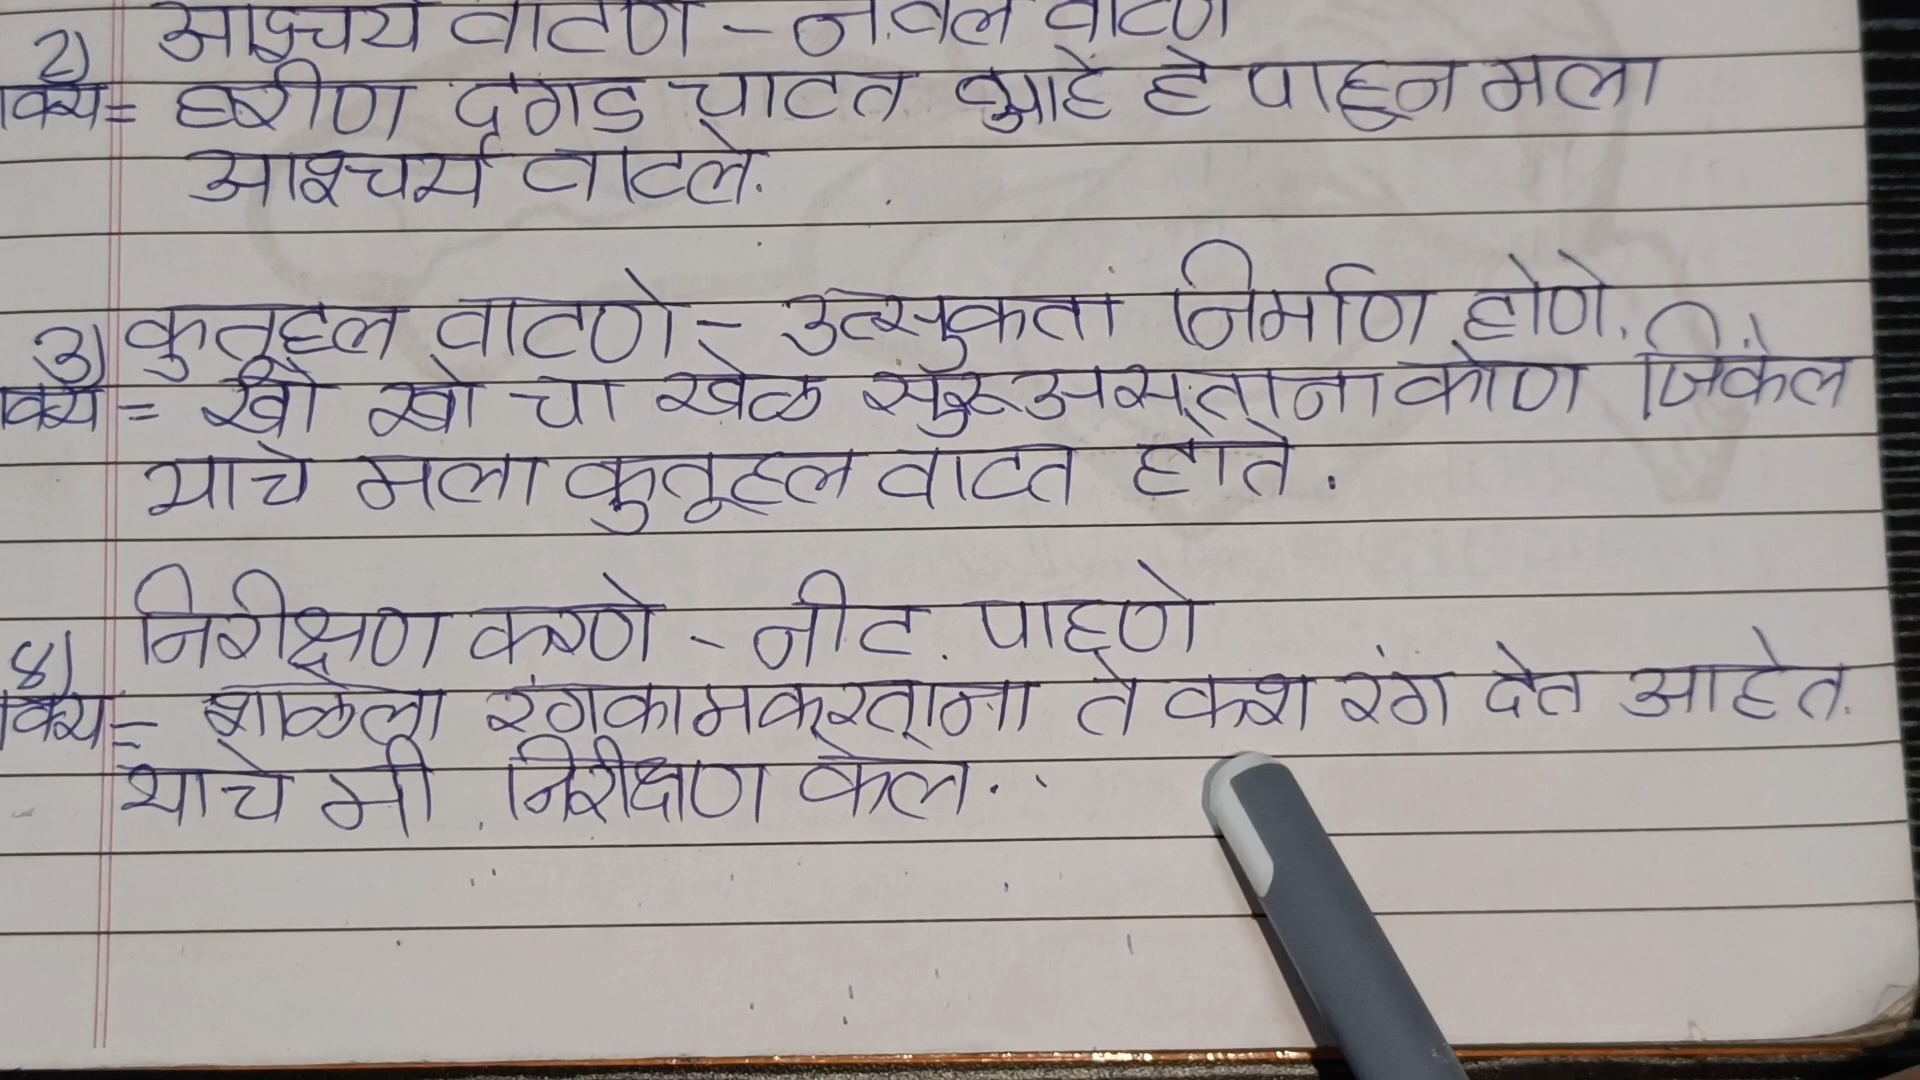 २) आश्चर्य वाटणे - नवल वाटणे
वाक्य = हरीण दगड चाटत आहे हे पाहून मला
आश्चर्य वाटले.
३) कुतूहल वाटणे - उत्सुकता निर्माण होणे.
वाक्य = खो खो चा खेळ सुरू असताना कोण जिंकेल
याचे मला कुतूहल वाटत होते.
४) निरीक्षण करणे - नीट पाहणे
वाक्य = शाळेला रंगकाम करताना ते कश रंग देत आहेत.
याचे मी निरीक्षण केल.